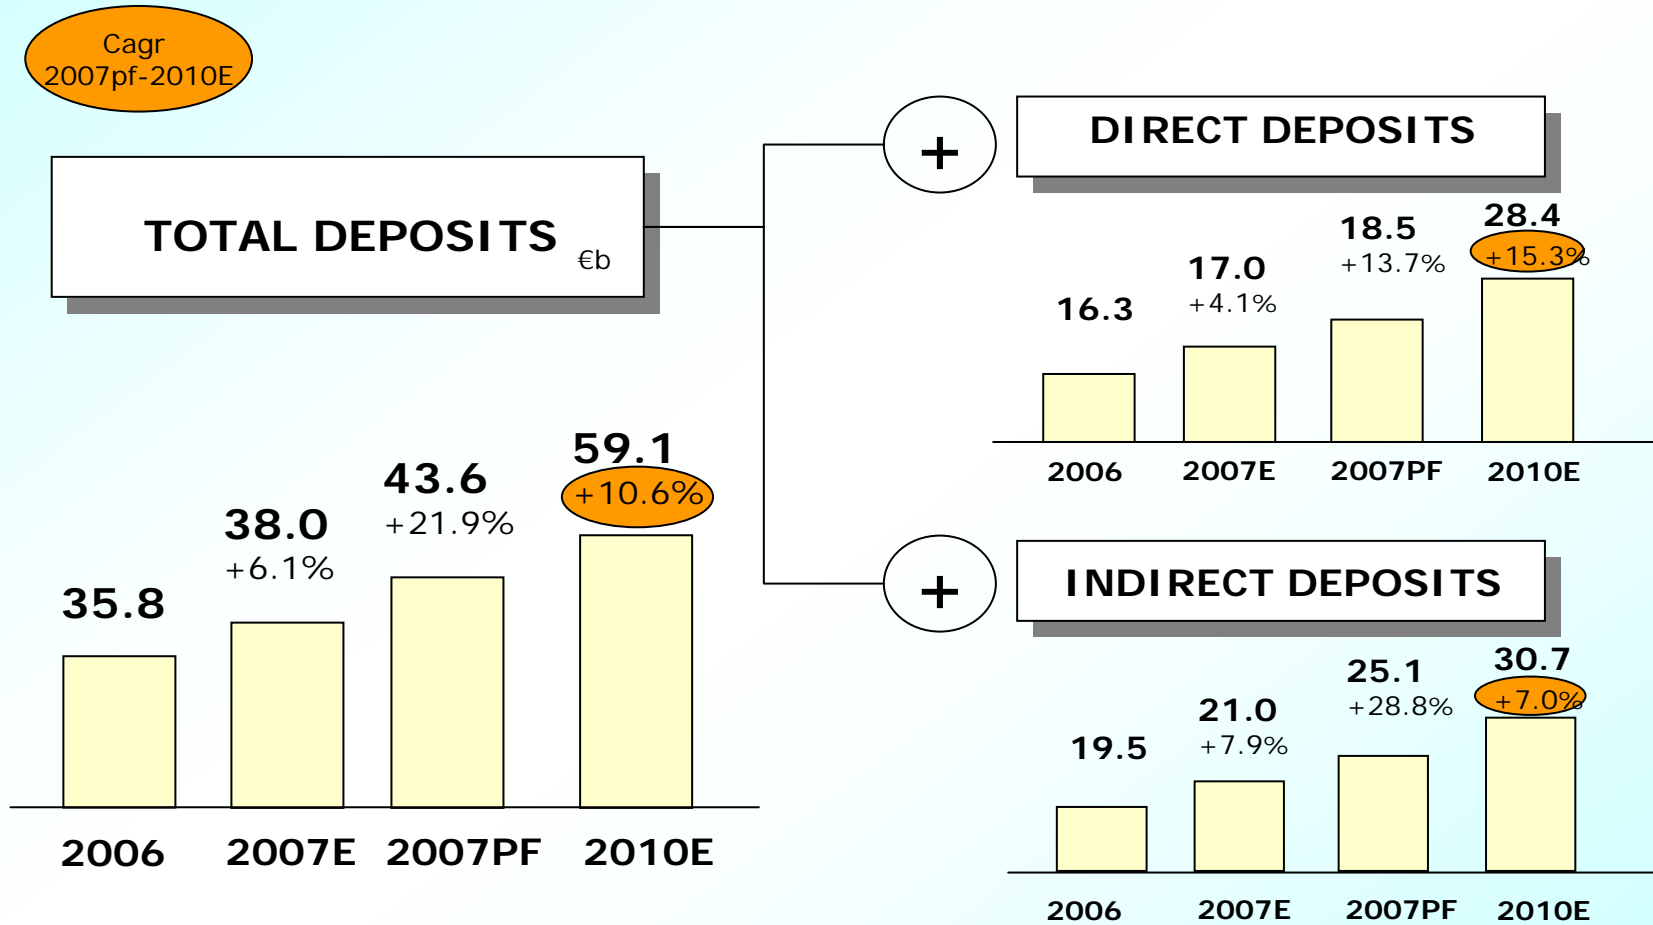 Cagr
2007pf-2010E
TOTAL DEPOSITS €b
35.8
38.0
+6.1%
43.6
+21.9%
59.1
+10.6%
2006 2007E 2007PF 2010E
+
DIRECT DEPOSITS
16.3
17.0
+4.1%
18.5
+13.7%
28.4
+15.3%
2006 2007E 2007PF 2010E
+
INDIRECT DEPOSITS
19.5
21.0
+7.9%
25.1
+28.8%
30.7
+7.0%
2006 2007E 2007PF 2010E